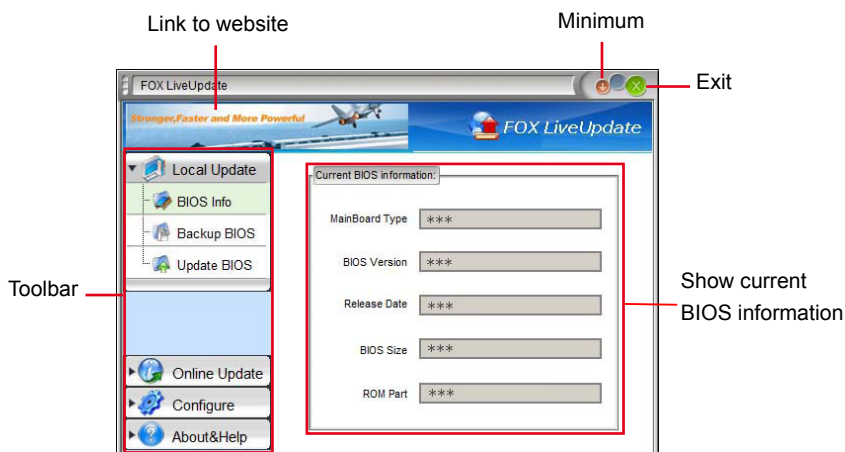 Link to website
Minimum
Exit
FOX LiveUpdate
Stronger,Faster and More Powerful
FOX LiveUpdate
Local Update
BIOS Info
Backup BIOS
Update BIOS
Toolbar
Online Update
Configure
About&Help
Current BIOS information:
MainBoard Type ***
BIOS Version ***
Release Date ***
BIOS Size ***
ROM Part ***
Show current
BIOS information